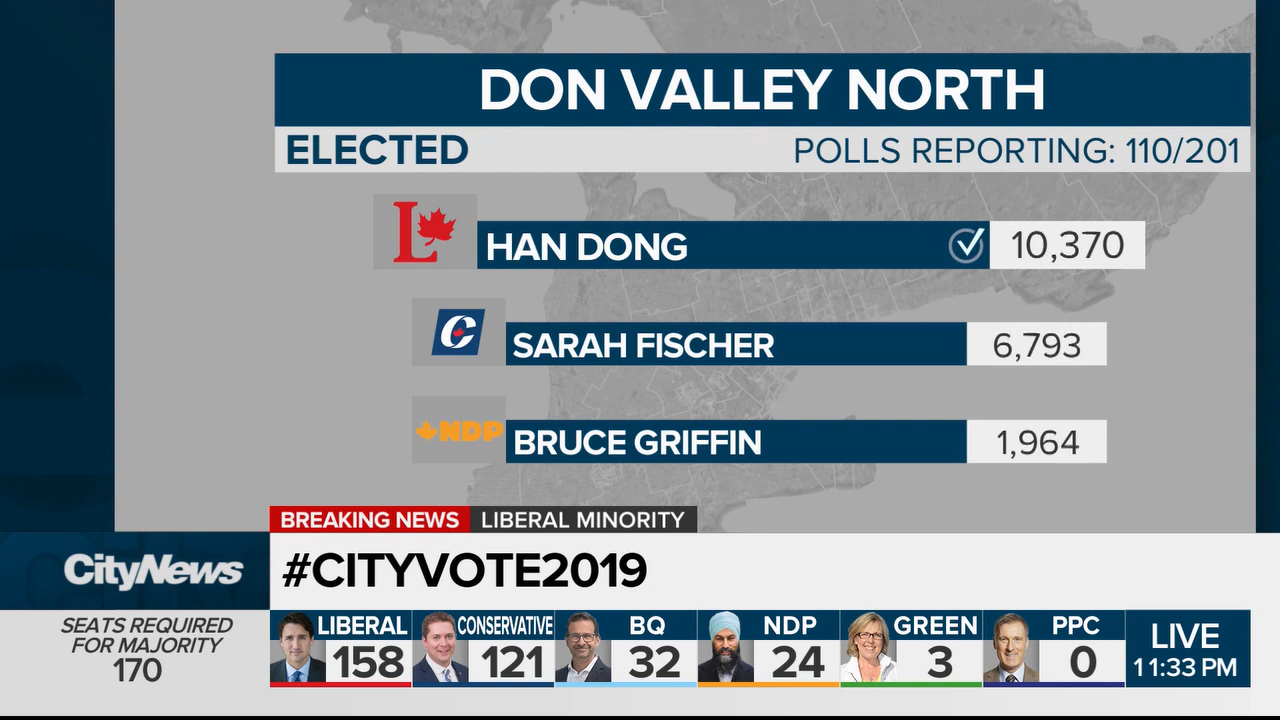 DON VALLEY NORTH
ELECTED POLLS REPORTING: 110/201
L HAN DONG 10,370
C SARAH FISCHER 6,793
NDP BRUCE GRIFFIN 1,964
BREAKING NEWS LIBERAL MINORITY
CityNews #CITYVOTE2019
SEATS REQUIRED
FOR MAJORITY
170
LIBERAL CONSERVATIVE BQ NDP GREEN PPC
158 121 32 24 3 0
LIVE
11:33 PM